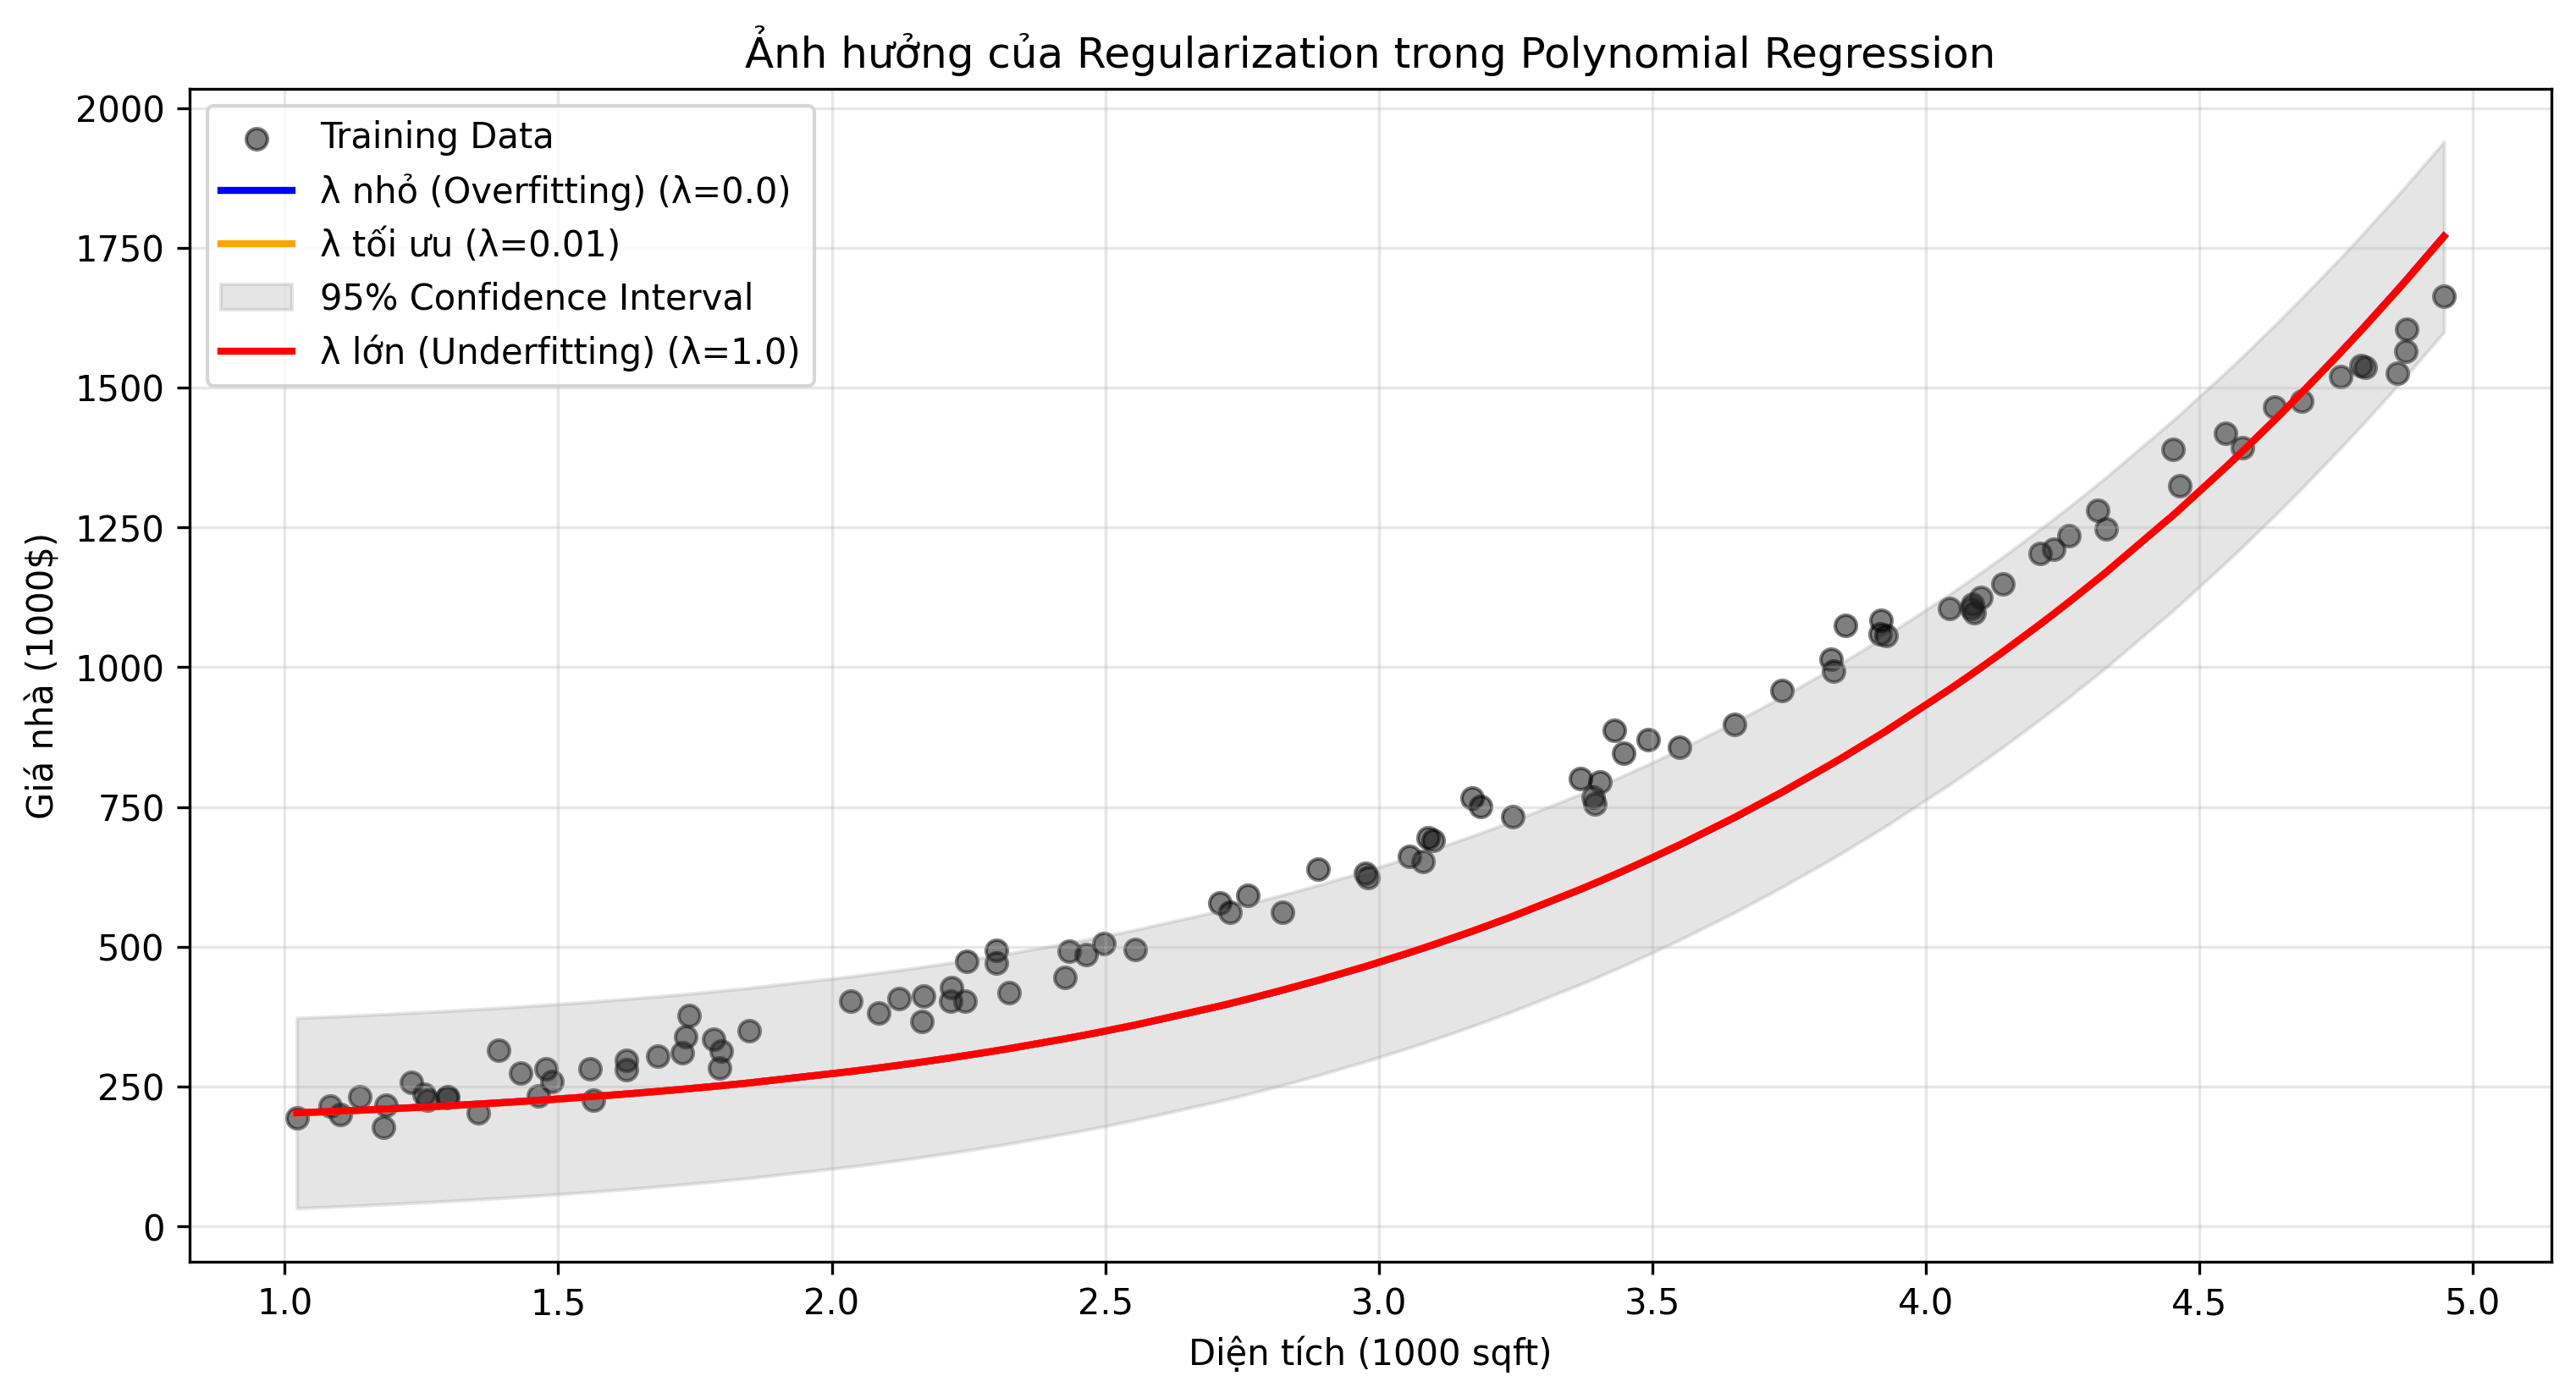 Ảnh hưởng của Regularization trong Polynomial Regression
2000
1750
1500
1250
1000
750
500
250
0
Giá nhà (1000$)
Training Data
λ nhỏ (Overfitting) (λ=0.0)
λ tối ưu (λ=0.01)
95% Confidence Interval
λ lớn (Underfitting) (λ=1.0)
1.0 1.5 2.0 2.5 3.0 3.5 4.0 4.5 5.0
Diện tích (1000 sqft)